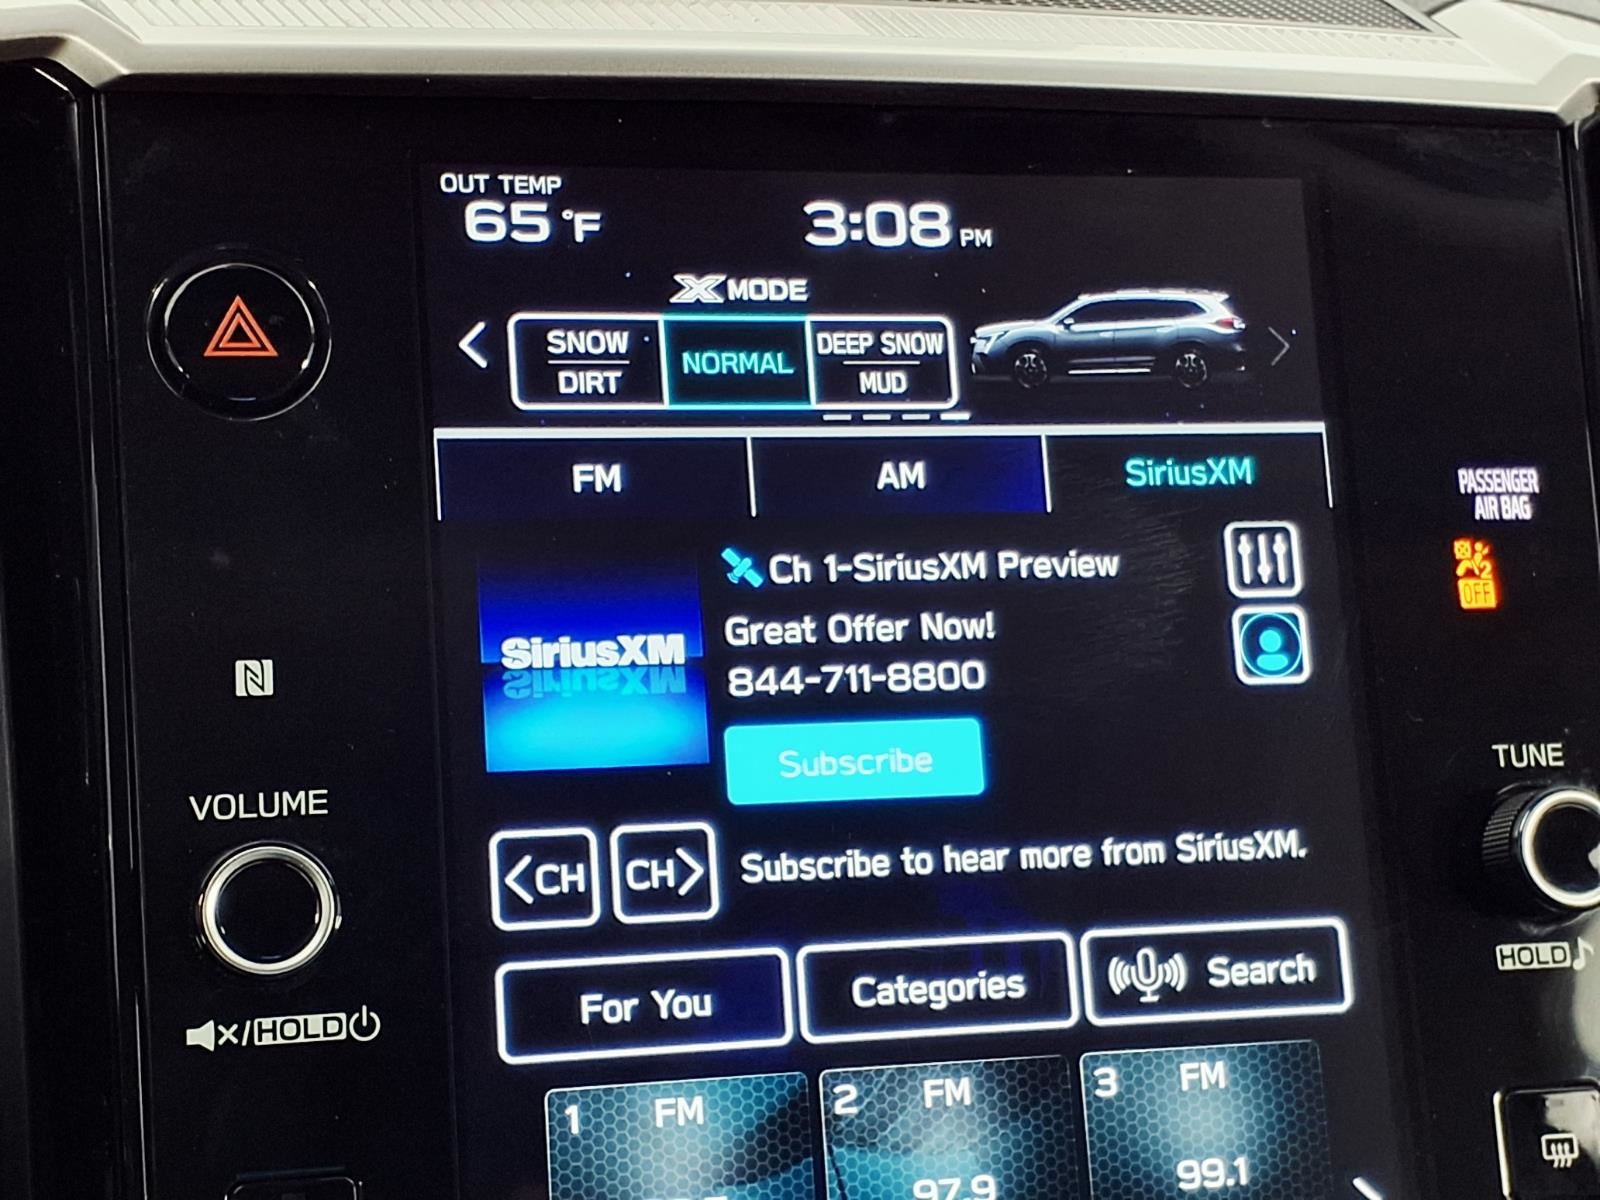 OUT TEMP
65 °F
3:08 PM
X MODE
SNOW
DIRT
NORMAL
DEEP SNOW
MUD
FM
AM
SiriusXM
PASSENGER
AIR BAG
2
OFF
SiriusXM
Ch 1-SiriusXM Preview
Great Offer Now!
844-711-8800
Subscribe
N
VOLUME
TUNE
<CH
CH>
Subscribe to hear more from SiriusXM.
HOLD
For You
Categories
Search
/HOLD
1 FM
2 FM
97.9
3 FM
99.1